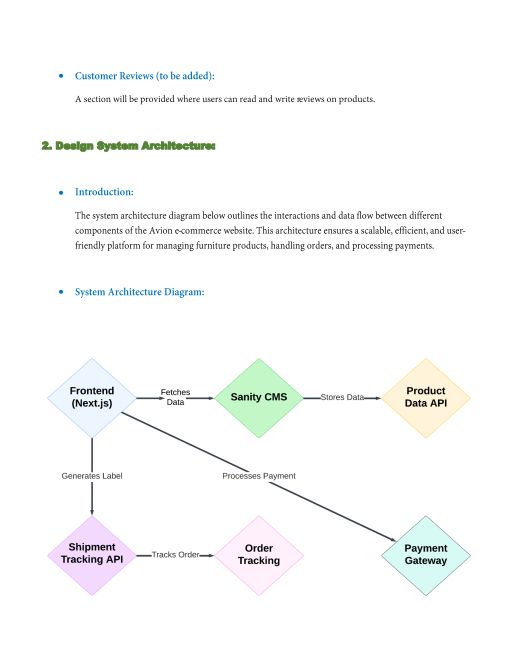 • Customer Reviews (to be added):
A section will be provided where users can read and write reviews on products.
2. Design System Architecture:
• Introduction:
The system architecture diagram below outlines the interactions and data flow between different
components of the Avion e-commerce website. This architecture ensures a scalable, efficient, and user-
friendly platform for managing furniture products, handling orders, and processing payments.
• System Architecture Diagram:
Frontend
(Next.js)
Fetches
Data
Sanity CMS
Stores Data
Product
Data API
Generates Label
Processes Payment
Shipment
Tracking API
Tracks Order
Order
Tracking
Payment
Gateway